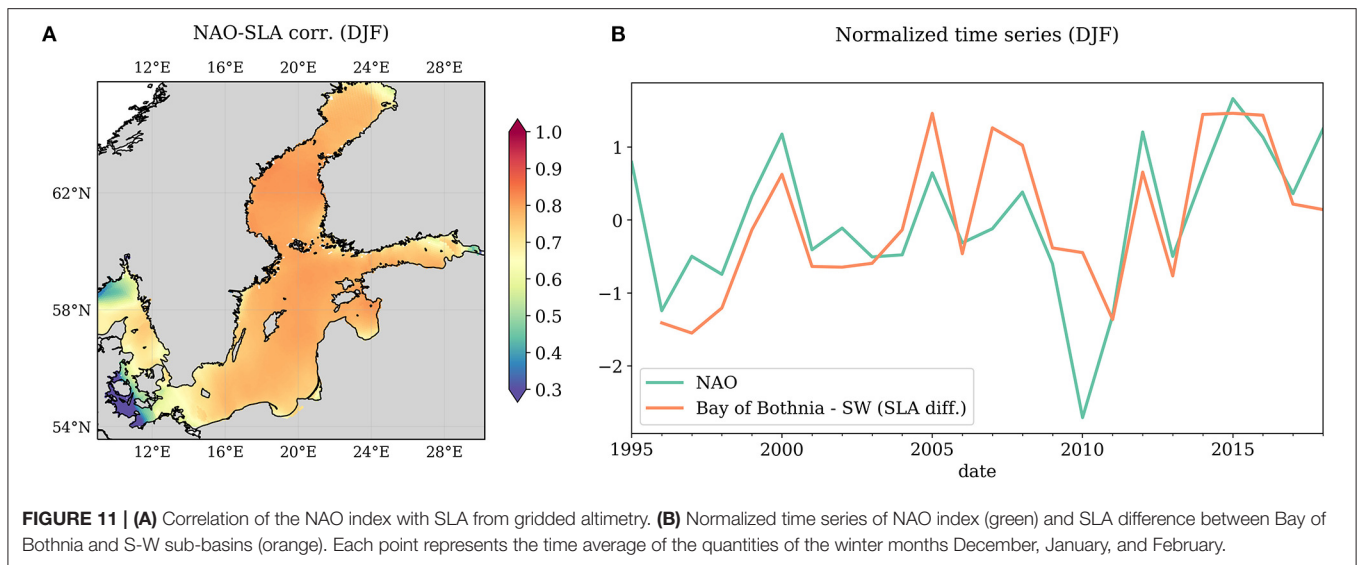 A
NAO-SLA corr. (DJF)
12°E 16°E 20°E 24°E 28°E
62°N
58°N
54°N
12°E 16°E 20°E 24°E 28°E
1.0
0.9
0.8
0.7
0.6
0.5
0.4
0.3
B
Normalized time series (DJF)
1
0
−1
−2
NAO
Bay of Bothnia - SW (SLA diff.)
1995 2000 2005 2010 2015
date
FIGURE 11 | (A) Correlation of the NAO index with SLA from gridded altimetry. (B) Normalized time series of NAO index (green) and SLA difference between Bay of
Bothnia and S-W sub-basins (orange). Each point represents the time average of the quantities of the winter months December, January, and February.